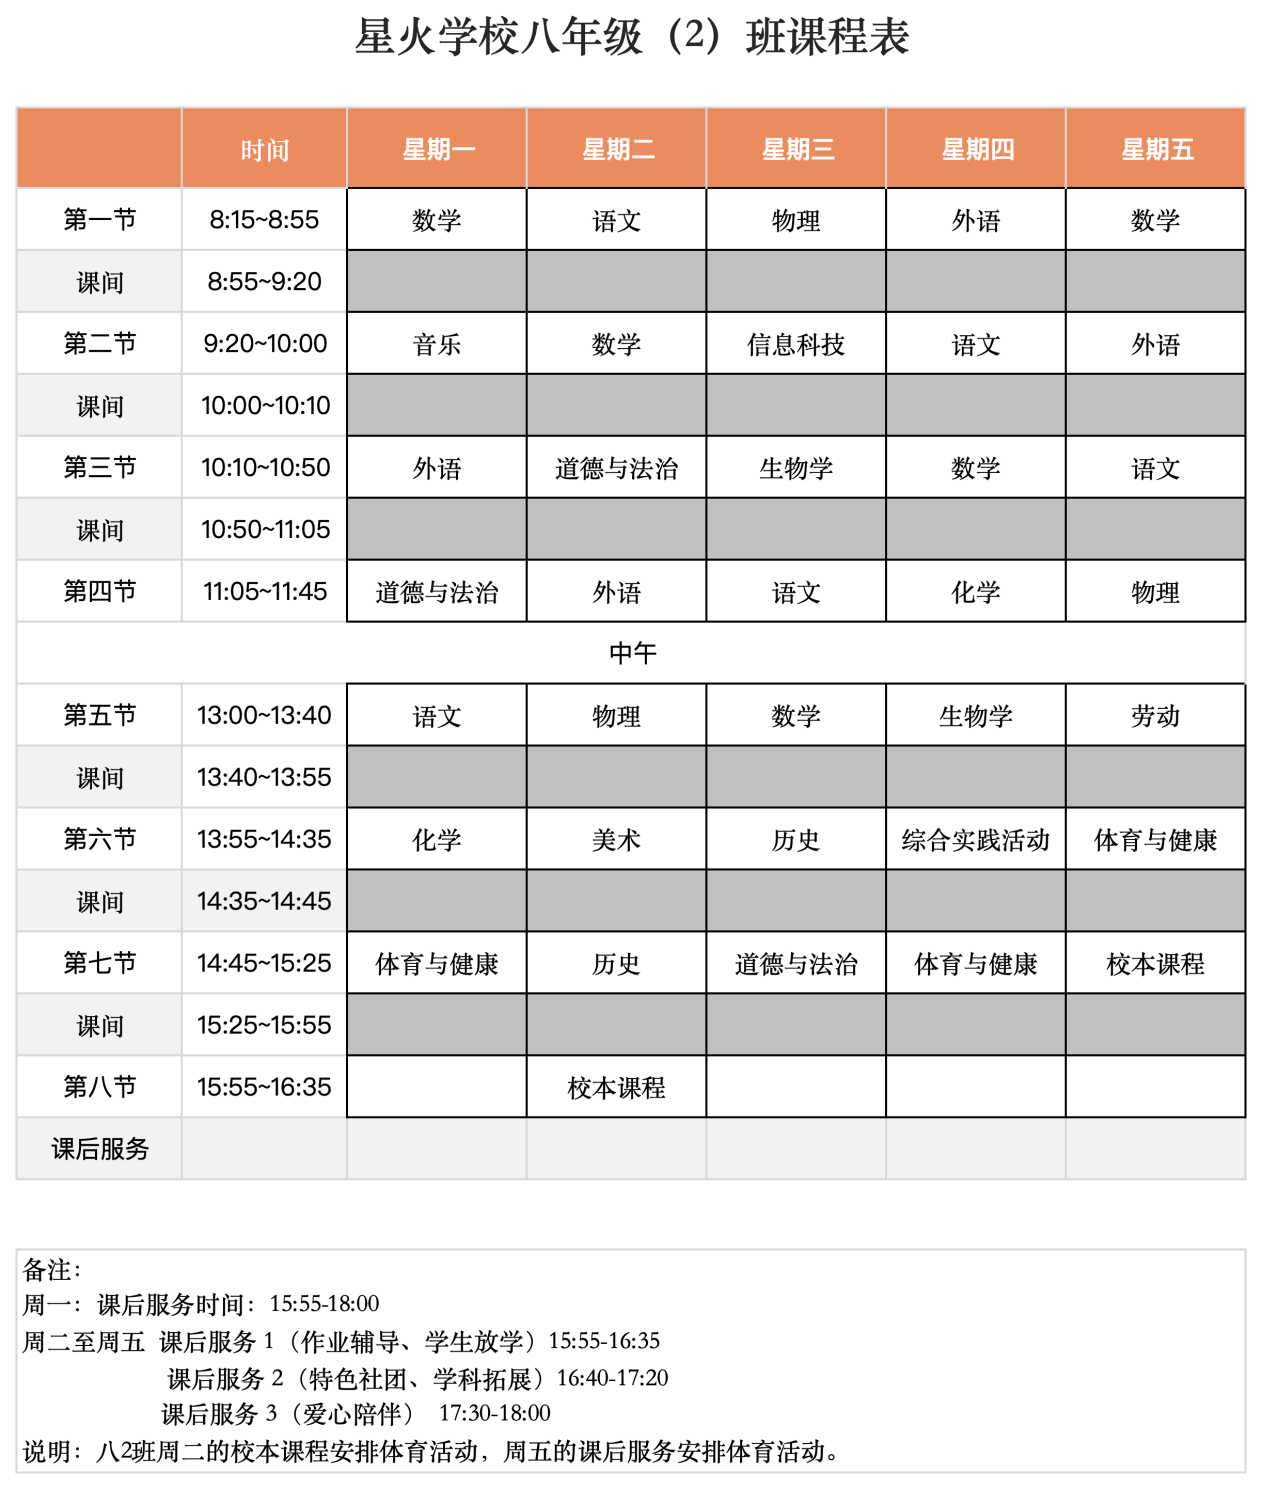 星火学校八年级（2）班课程表
时间 星期一 星期二 星期三 星期四 星期五
第一节 8:15~8:55 数学 语文 物理 外语 数学
课间 8:55~9:20
第二节 9:20~10:00 音乐 数学 信息科技 语文 外语
课间 10:00~10:10
第三节 10:10~10:50 外语 道德与法治 生物学 数学 语文
课间 10:50~11:05
第四节 11:05~11:45 道德与法治 外语 语文 化学 物理
中午
第五节 13:00~13:40 语文 物理 数学 生物学 劳动
课间 13:40~13:55
第六节 13:55~14:35 化学 美术 历史 综合实践活动 体育与健康
课间 14:35~14:45
第七节 14:45~15:25 体育与健康 历史 道德与法治 体育与健康 校本课程
课间 15:25~15:55
第八节 15:55~16:35 校本课程
课后服务
备注：
周一：课后服务时间：15:55-18:00
周二至周五 课后服务 1（作业辅导、学生放学）15:55-16:35
课后服务 2（特色社团、学科拓展）16:40-17:20
课后服务 3（爱心陪伴） 17:30-18:00
说明：八2班周二的校本课程安排体育活动，周五的课后服务安排体育活动。